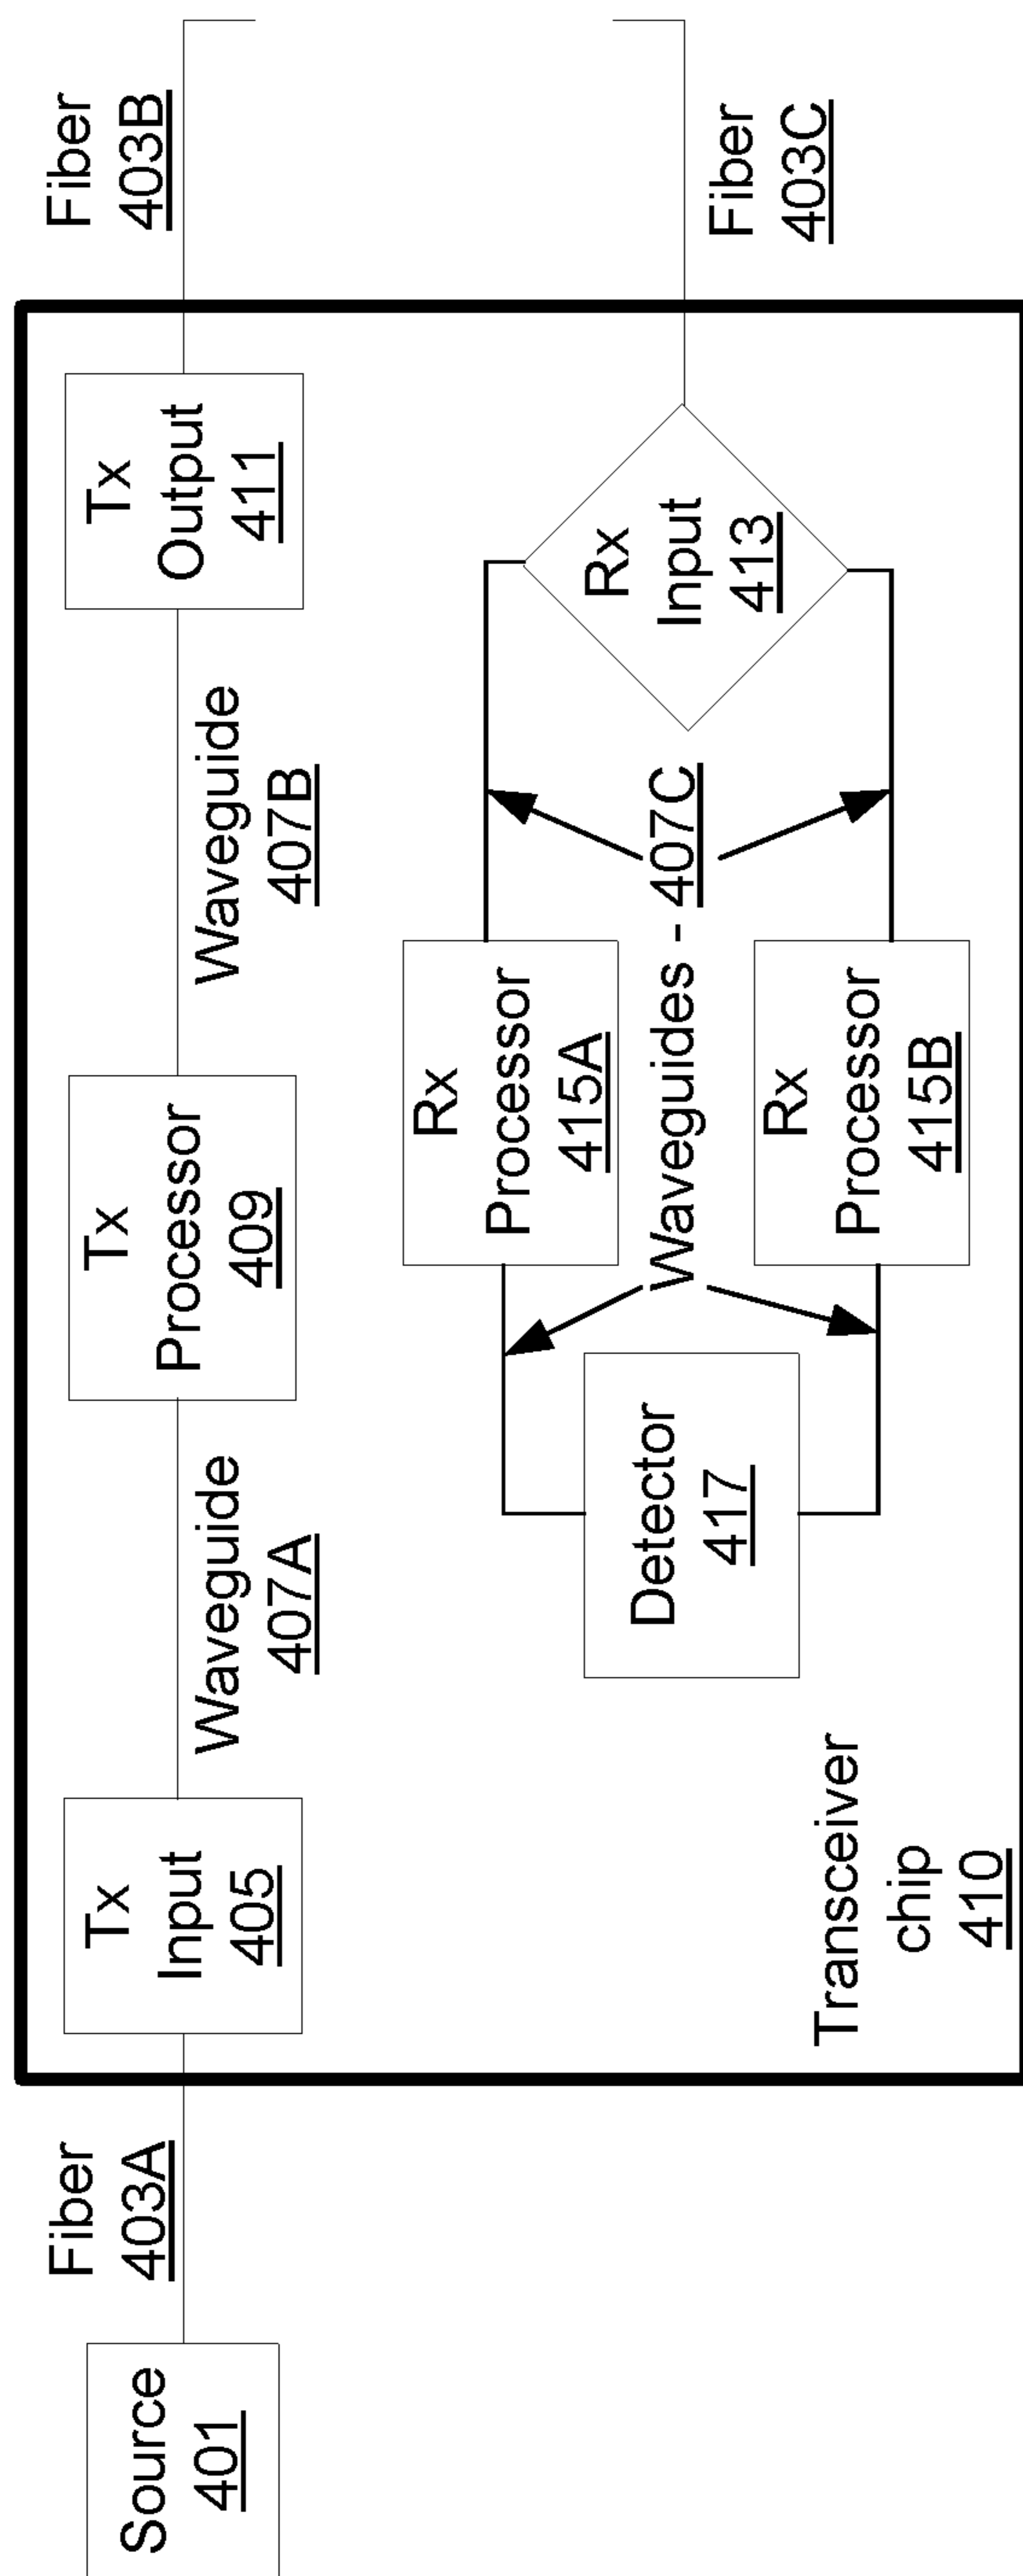 Source
401
Fiber
403A
Tx
Input
405
Waveguide
407A
Tx
Processor
409
Waveguide
407B
Tx
Output
411
Fiber
403B
Transceiver
chip
410
Detector
417
Rx
Processor
415A
Waveguides - 407C
Rx
Processor
415B
Rx
Input
413
Fiber
403C